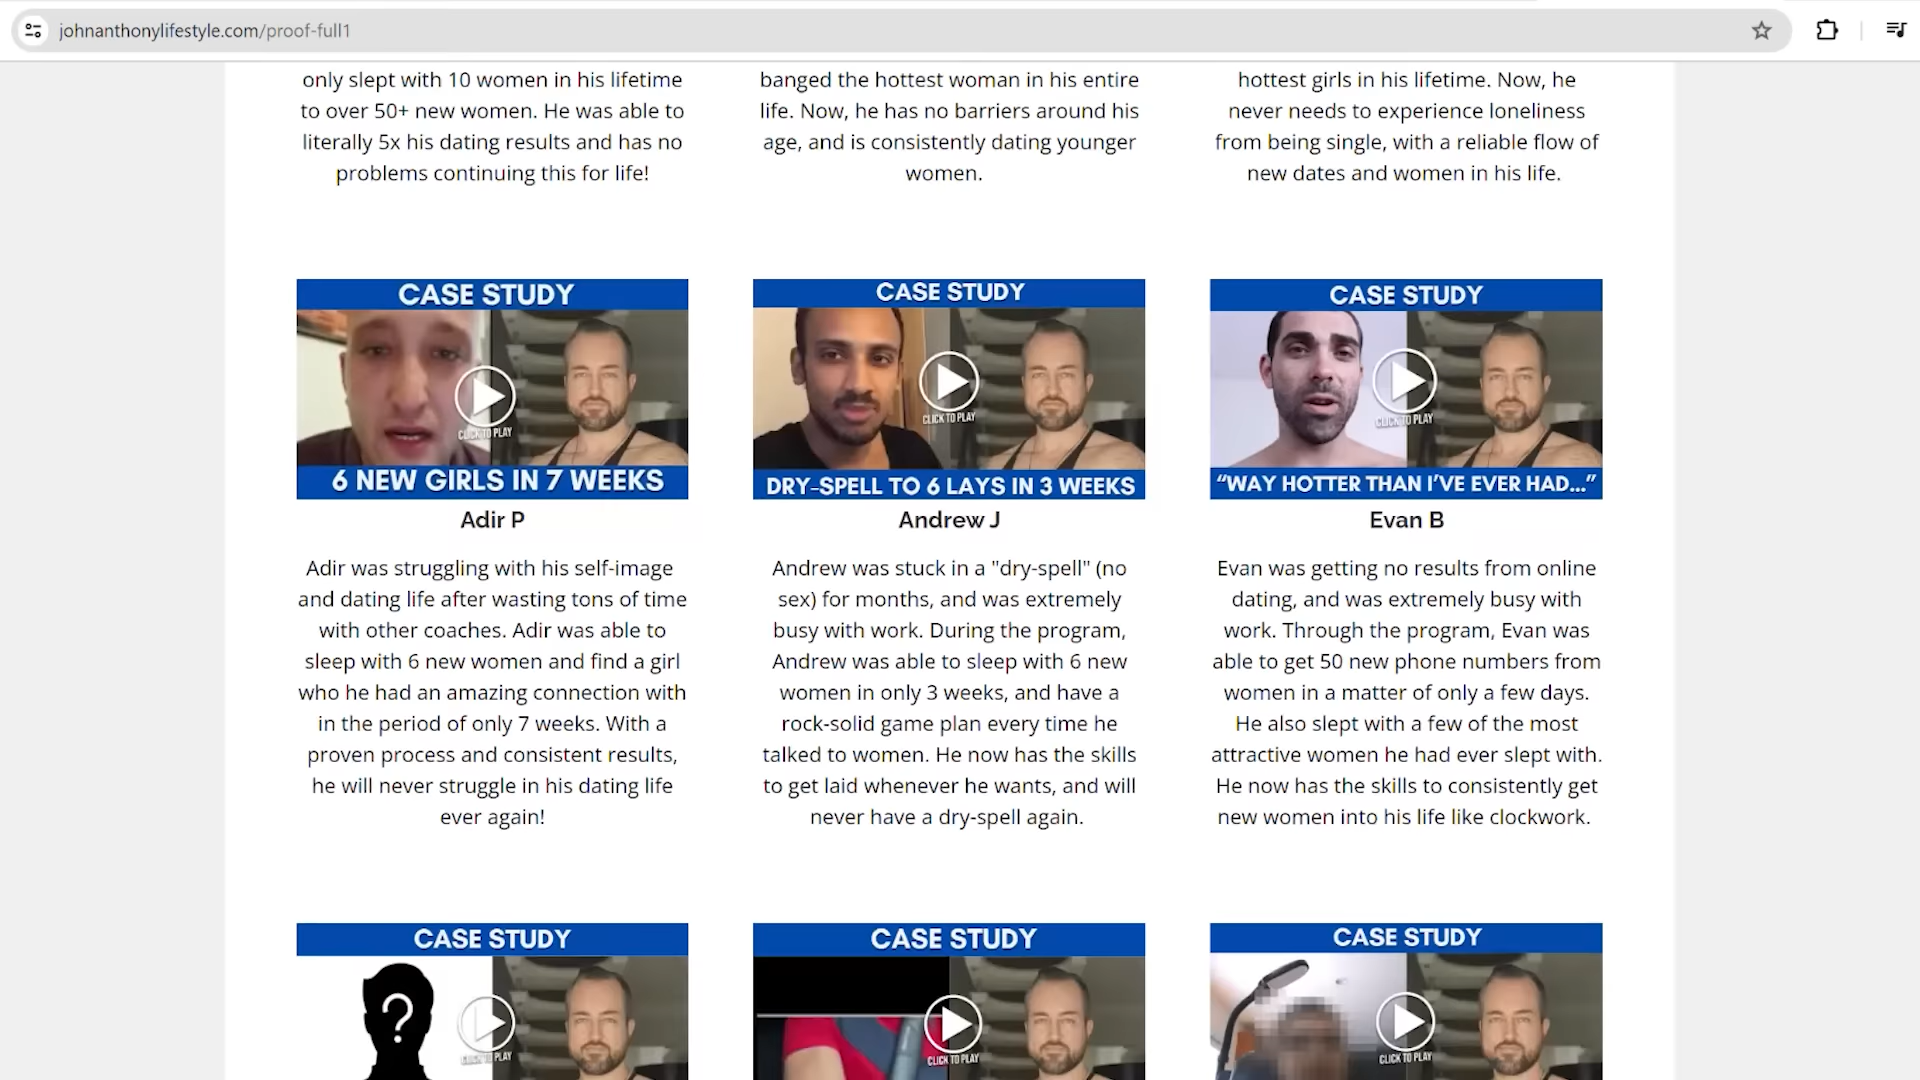 johnanthonylifestyle.com/proof-full1
only slept with 10 women in his lifetime
to over 50+ new women. He was able to
literally 5x his dating results and has no
problems continuing this for life!
banged the hottest woman in his entire
life. Now, he has no barriers around his
age, and is consistently dating younger
women.
hottest girls in his lifetime. Now, he
never needs to experience loneliness
from being single, with a reliable flow of
new dates and women in his life.
CASE STUDY
CLICK TO PLAY
6 NEW GIRLS IN 7 WEEKS
Adir P
Adir was struggling with his self-image
and dating life after wasting tons of time
with other coaches. Adir was able to
sleep with 6 new women and find a girl
who he had an amazing connection with
in the period of only 7 weeks. With a
proven process and consistent results,
he will never struggle in his dating life
ever again!
CASE STUDY
CLICK TO PLAY
DRY-SPELL TO 6 LAYS IN 3 WEEKS
Andrew J
Andrew was stuck in a "dry-spell" (no
sex) for months, and was extremely
busy with work. During the program,
Andrew was able to sleep with 6 new
women in only 3 weeks, and have a
rock-solid game plan every time he
talked to women. He now has the skills
to get laid whenever he wants, and will
never have a dry-spell again.
CASE STUDY
CLICK TO PLAY
"WAY HOTTER THAN I'VE EVER HAD..."
Evan B
Evan was getting no results from online
dating, and was extremely busy with
work. Through the program, Evan was
able to get 50 new phone numbers from
women in a matter of only a few days.
He also slept with a few of the most
attractive women he had ever slept with.
He now has the skills to consistently get
new women into his life like clockwork.
CASE STUDY
?
CLICK TO PLAY
CASE STUDY
CLICK TO PLAY
CASE STUDY
CLICK TO PLAY